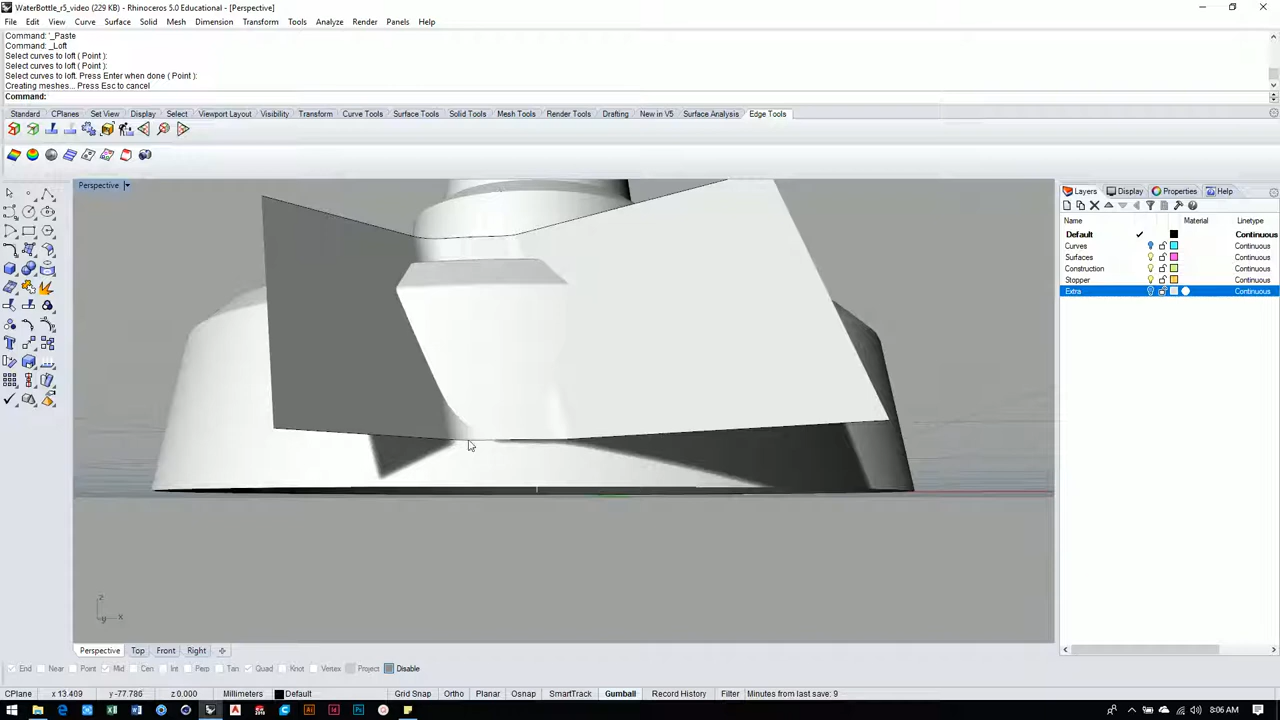 WaterBottle_r5_video (229 KB) - Rhinoceros 5.0 Educational - [Perspective]
File Edit View Curve Surface Solid Mesh Dimension Transform Tools Analyze Render Panels Help
Command: '_Paste
Command: _Loft
Select curves to loft ( Point ):
Select curves to loft ( Point ):
Select curves to loft. Press Enter when done ( Point ):
Creating meshes... Press Esc to cancel
Command:
Standard CPlanes Set View Display Select Viewport Layout Visibility Transform Curve Tools Surface Tools Solid Tools Mesh Tools Render Tools Drafting New in V5 Surface Analysis Edge Tools
Perspective
Layers Display Properties Help
Name Material Linetype
Default Continuous
Curves Continuous
Surfaces Continuous
Construction Continuous
Stopper Continuous
Extra Continuous
z
y x
Perspective Top Front Right
End Near Point Mid Cen Int Perp Tan Quad Knot Vertex Project Disable
CPlane x 13.409 y -77.786 z 0.000 Millimeters Default Grid Snap Ortho Planar Osnap SmartTrack Gumball Record History Filter Minutes from last save: 9
8:06 AM